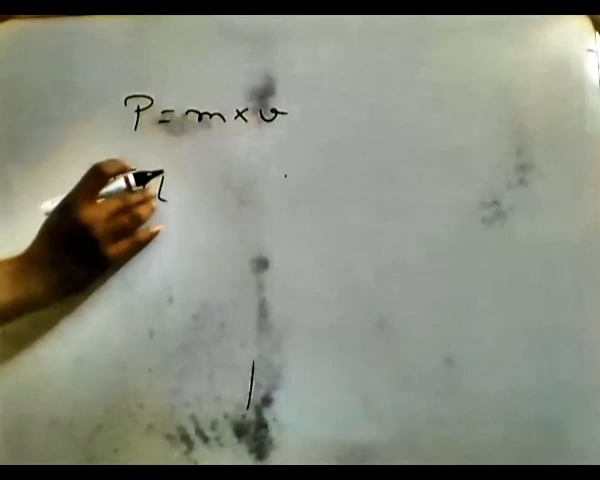 P = m × v